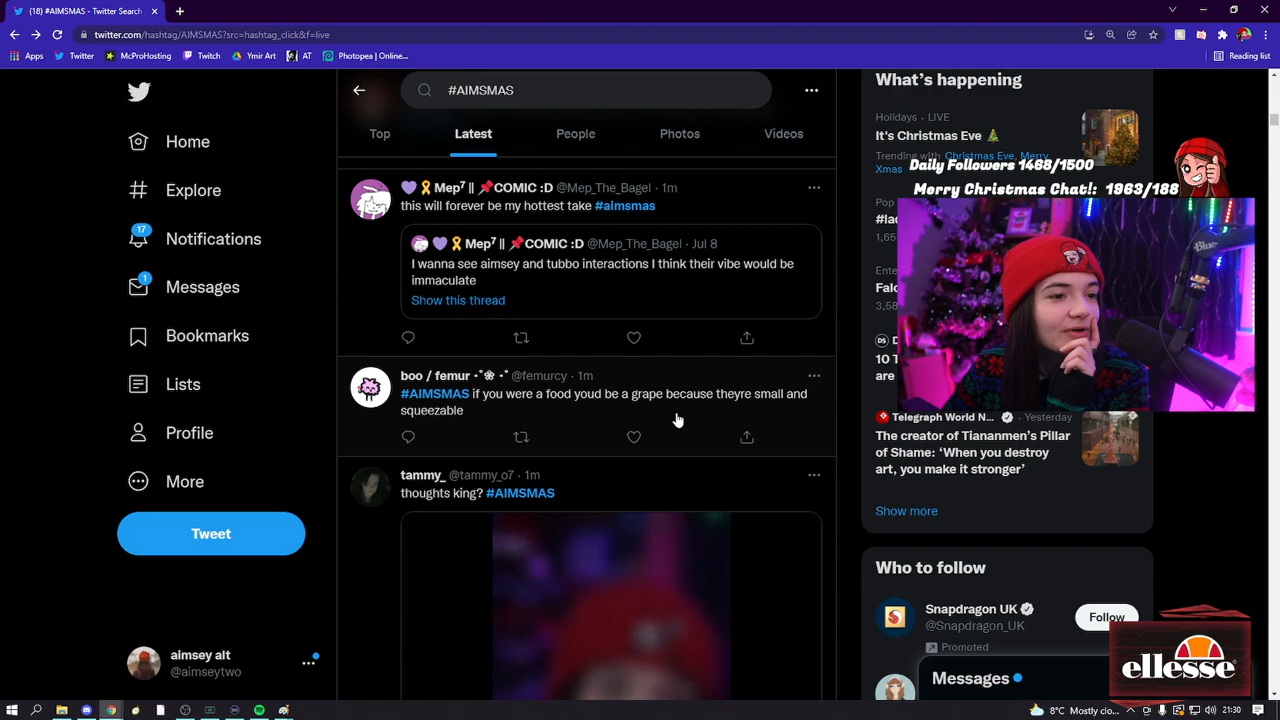 (18) #AIMSMAS - Twitter Search
twitter.com/hashtag/AIMSMAS?src=hashtag_click&f=live
Apps
Twitter
McProHosting
Twitch
Ymir Art
AT
Photopea | Online...
Reading list
#AIMSMAS
Top
Latest
People
Photos
Videos
Home
Explore
17
Notifications
1
Messages
Bookmarks
Lists
Profile
More
Tweet
aimsey alt
@aimseytwo
Mep⁷ || 📌COMIC :D @Mep_The_Bagel · 1m
this will forever be my hottest take #aimsmas
Mep⁷ || 📌COMIC :D @Mep_The_Bagel · Jul 8
I wanna see aimsey and tubbo interactions I think their vibe would be
immaculate
Show this thread
boo / femur ·˚❀ ·˚ @femurcy · 1m
#AIMSMAS if you were a food youd be a grape because theyre small and
squeezable
tammy_ @tammy_o7 · 1m
thoughts king? #AIMSMAS
What's happening
Holidays · LIVE
It's Christmas Eve 🎄
Trending with Christmas Eve, Merry
Xmas
Daily Followers 1468/1500
Merry Christmas Chat!: 1963/188
Pop
#la
1,65
Ente
Falc
3,58
DS
10 T
are
Blue
Telegraph World N... · Yesterday
The creator of Tiananmen's Pillar
of Shame: 'When you destroy
art, you make it stronger'
Show more
Who to follow
Snapdragon UK
@Snapdragon_UK
Promoted
Follow
Messages
ellesse
8°C Mostly clo...
21:30